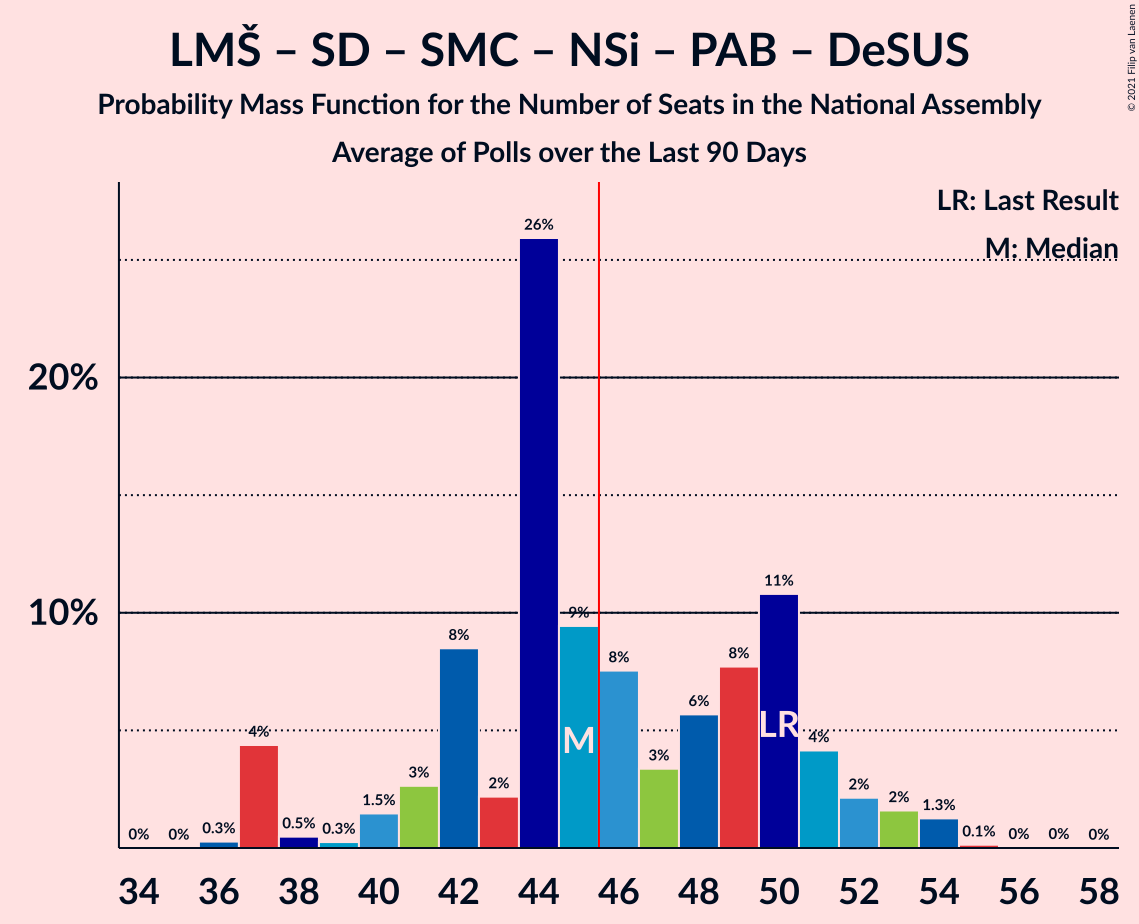 LMŠ – SD – SMC – NSi – PAB – DeSUS
Probability Mass Function for the Number of Seats in the National Assembly
Average of Polls over the Last 90 Days
© 2021 Filip van Laenen
LR: Last Result
M: Median
20%
10%
0% 0% 0.3% 4% 0.5% 0.3% 1.5% 3% 8% 2% 26% 9% 8% 3% 6% 8% 11% 4% 2% 2% 1.3% 0.1% 0% 0% 0%
M
LR
34 36 38 40 42 44 46 48 50 52 54 56 58